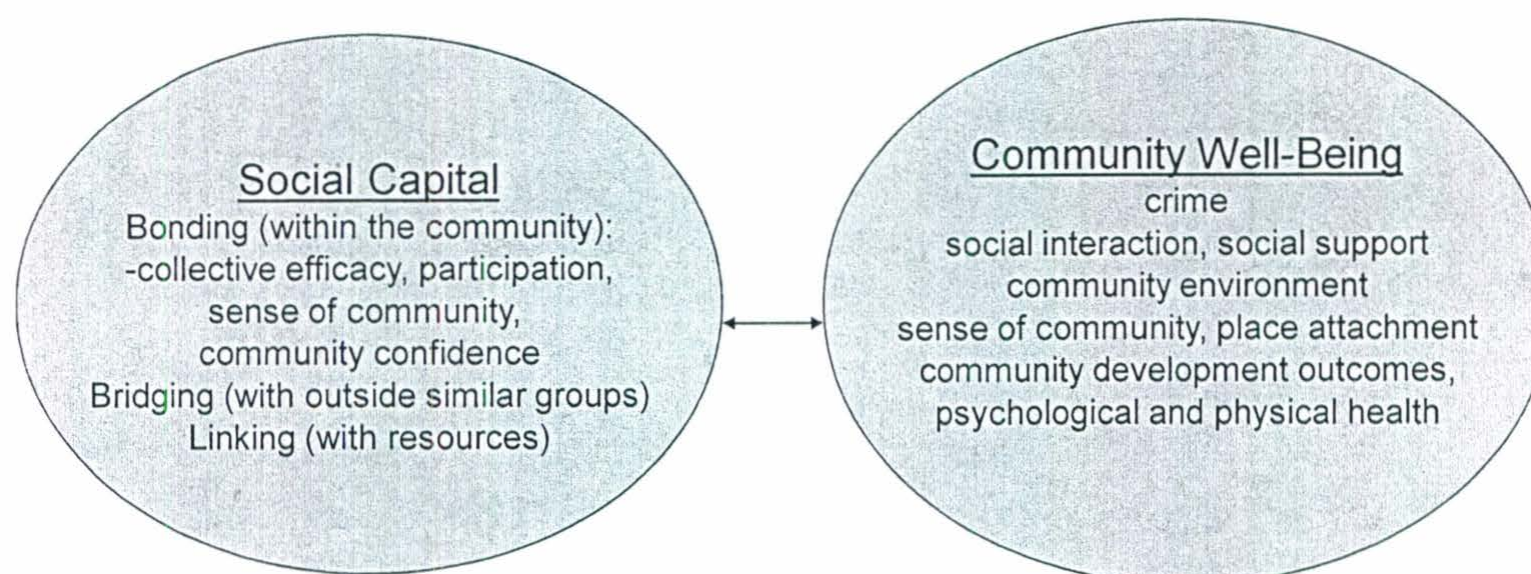 Social Capital
Bonding (within the community):
-collective efficacy, participation,
sense of community,
community confidence
Bridging (with outside similar groups)
Linking (with resources)
Community Well-Being
crime
social interaction, social support
community environment
sense of community, place attachment
community development outcomes,
psychological and physical health